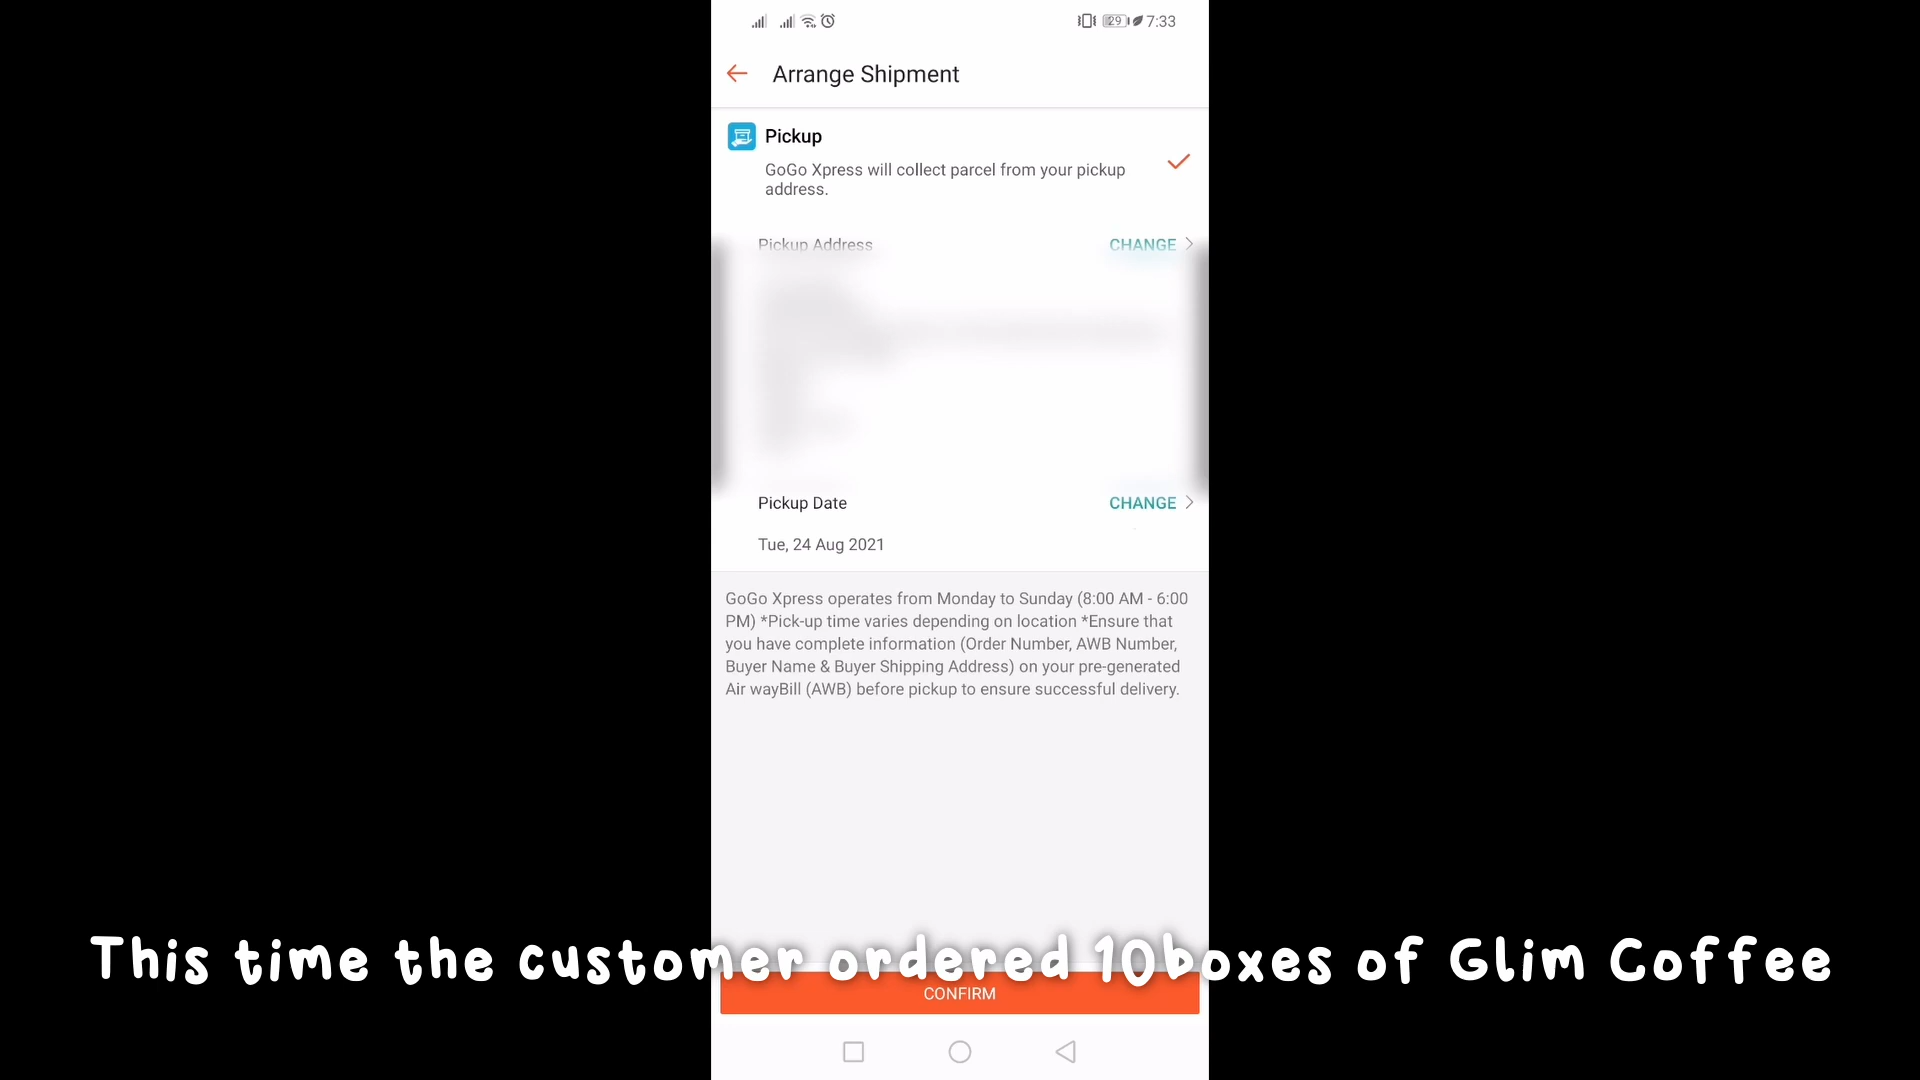 29 7:33
Arrange Shipment
Pickup
GoGo Xpress will collect parcel from your pickup
address.
Pickup Address CHANGE
Pickup Date CHANGE
Tue, 24 Aug 2021
GoGo Xpress operates from Monday to Sunday (8:00 AM - 6:00
PM) *Pick-up time varies depending on location *Ensure that
you have complete information (Order Number, AWB Number,
Buyer Name & Buyer Shipping Address) on your pre-generated
Air wayBill (AWB) before pickup to ensure successful delivery.
This time the customer ordered 10boxes of Glim Coffee
CONFIRM